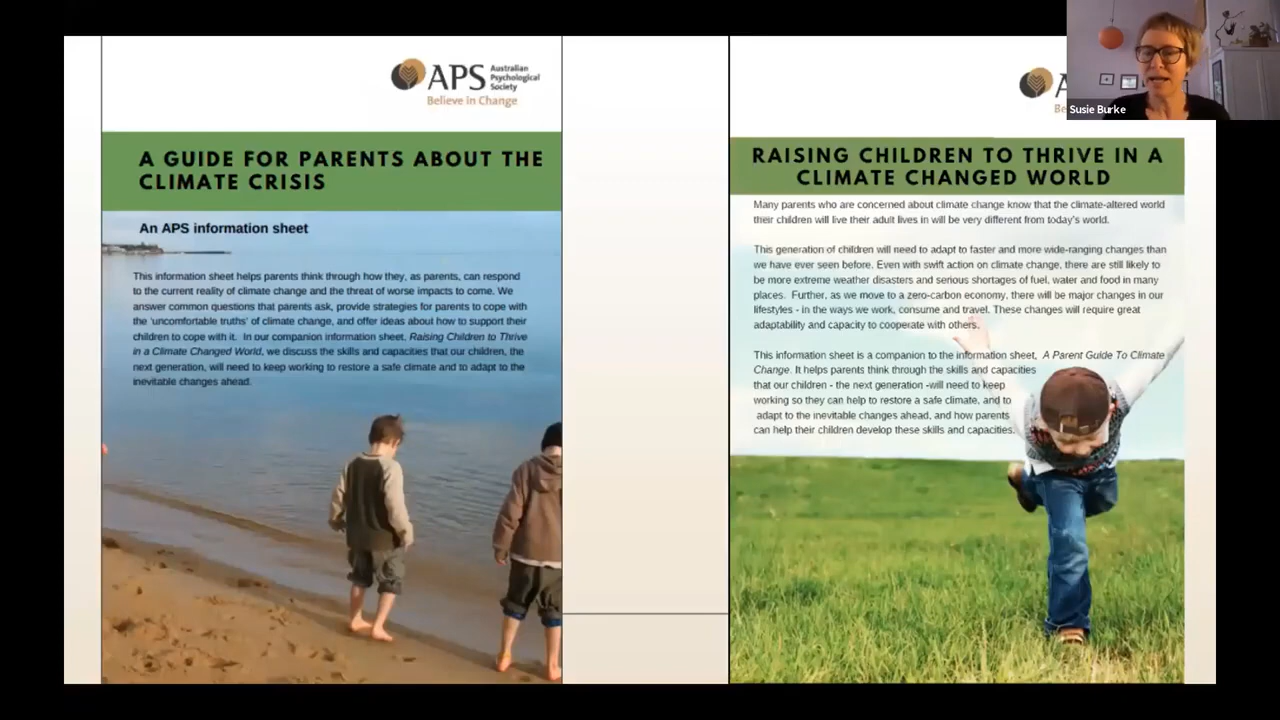 APS Australian
Psychological
Society
Believe in Change
A GUIDE FOR PARENTS ABOUT THE
CLIMATE CRISIS
An APS information sheet
This information sheet helps parents think through how they, as parents, can respond
to the current reality of climate change and the threat of worse impacts to come. We
answer common questions that parents ask, provide strategies for parents to cope with
the 'uncomfortable truths' of climate change, and offer ideas about how to support their
children to cope with it. In our companion information sheet, Raising Children to Thrive
in a Climate Changed World, we discuss the skills and capacities that our children, the
next generation, will need to keep working to restore a safe climate and to adapt to the
inevitable changes ahead.
Susie Burke
RAISING CHILDREN TO THRIVE IN A
CLIMATE CHANGED WORLD
Many parents who are concerned about climate change know that the climate-altered world
their children will live their adult lives in will be very different from today's world.
This generation of children will need to adapt to faster and more wide-ranging changes than
we have ever seen before. Even with swift action on climate change, there are still likely to
be more extreme weather disasters and serious shortages of fuel, water and food in many
places. Further, as we move to a zero-carbon economy, there will be major changes in our
lifestyles - in the ways we work, consume and travel. These changes will require great
adaptability and capacity to cooperate with others.
This information sheet is a companion to the information sheet, A Parent Guide To Climate
Change. It helps parents think through the skills and capacities
that our children - the next generation -will need to keep
working so they can help to restore a safe climate, and to
adapt to the inevitable changes ahead, and how parents
can help their children develop these skills and capacities.